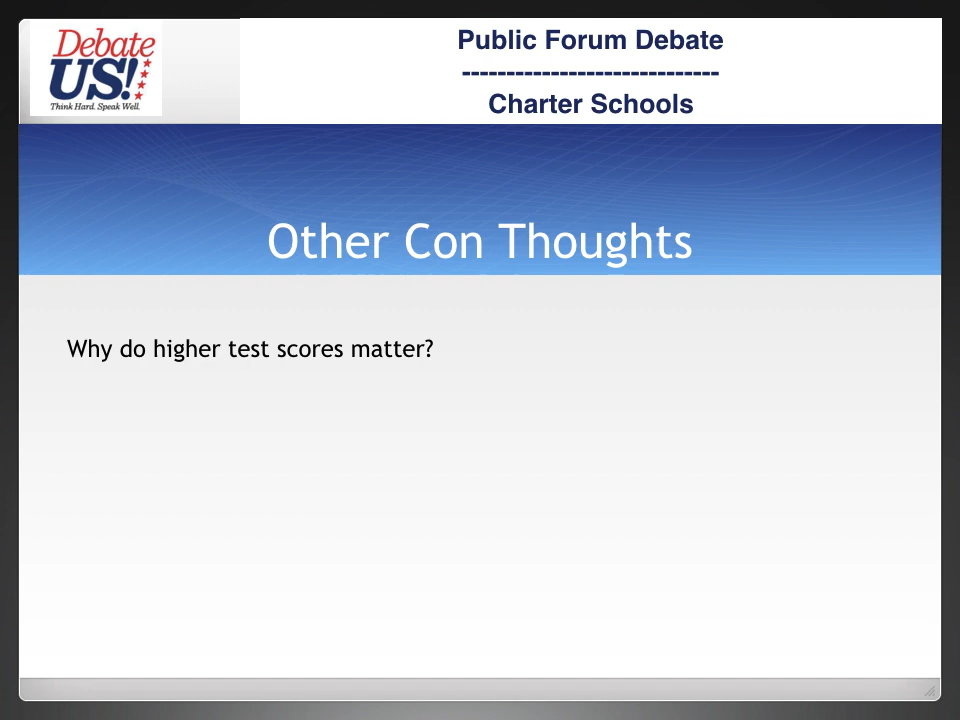 Debate
US!
Think Hard. Speak Well.
Public Forum Debate
-----------------------------
Charter Schools
Other Con Thoughts
Why do higher test scores matter?